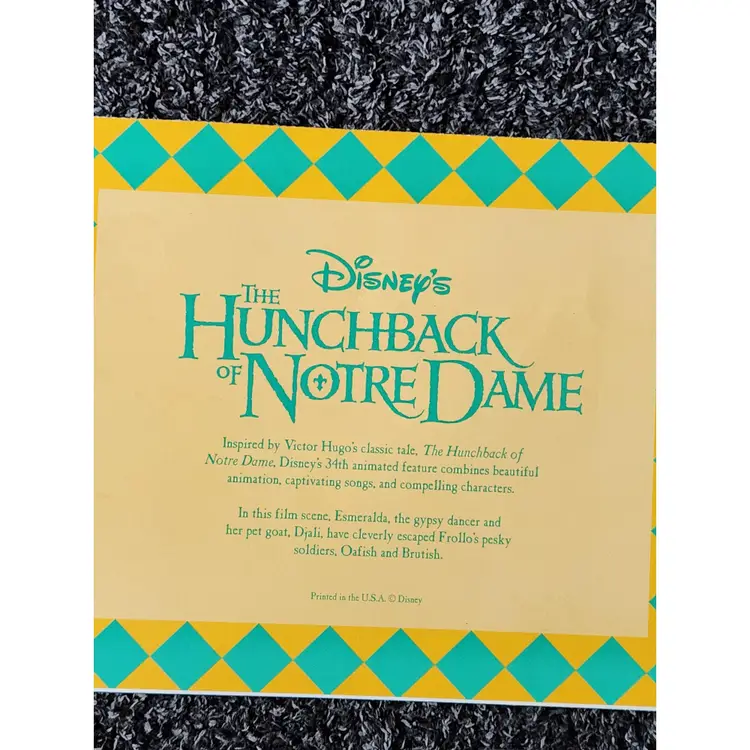 Disney's
THE
HUNCHBACK
OF NOTRE DAME
Inspired by Victor Hugo's classic tale, The Hunchback of
Notre Dame, Disney's 34th animated feature combines beautiful
animation, captivating songs, and compelling characters.
In this film scene, Esmeralda, the gypsy dancer and
her pet goat, Djali, have cleverly escaped Frollo's pesky
soldiers, Oafish and Brutish.
Printed in the U.S.A. © Disney